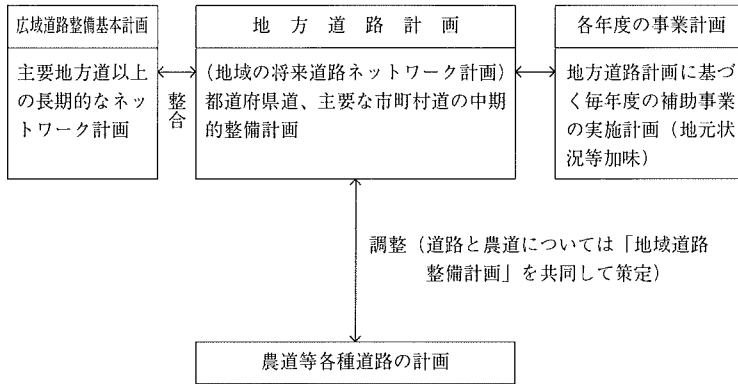 広域道路整備基本計画
主要地方道以上
の長期的なネッ
トワーク計画
整合
地方道路計画
(地域の将来道路ネットワーク計画)
都道府県道、主要な市町村道の中期
的整備計画
各年度の事業計画
地方道路計画に基づ
く毎年度の補助事業
の実施計画(地元状
況等加味)
調整(道路と農道については「地域道路
整備計画」を共同して策定)
農道等各種道路の計画